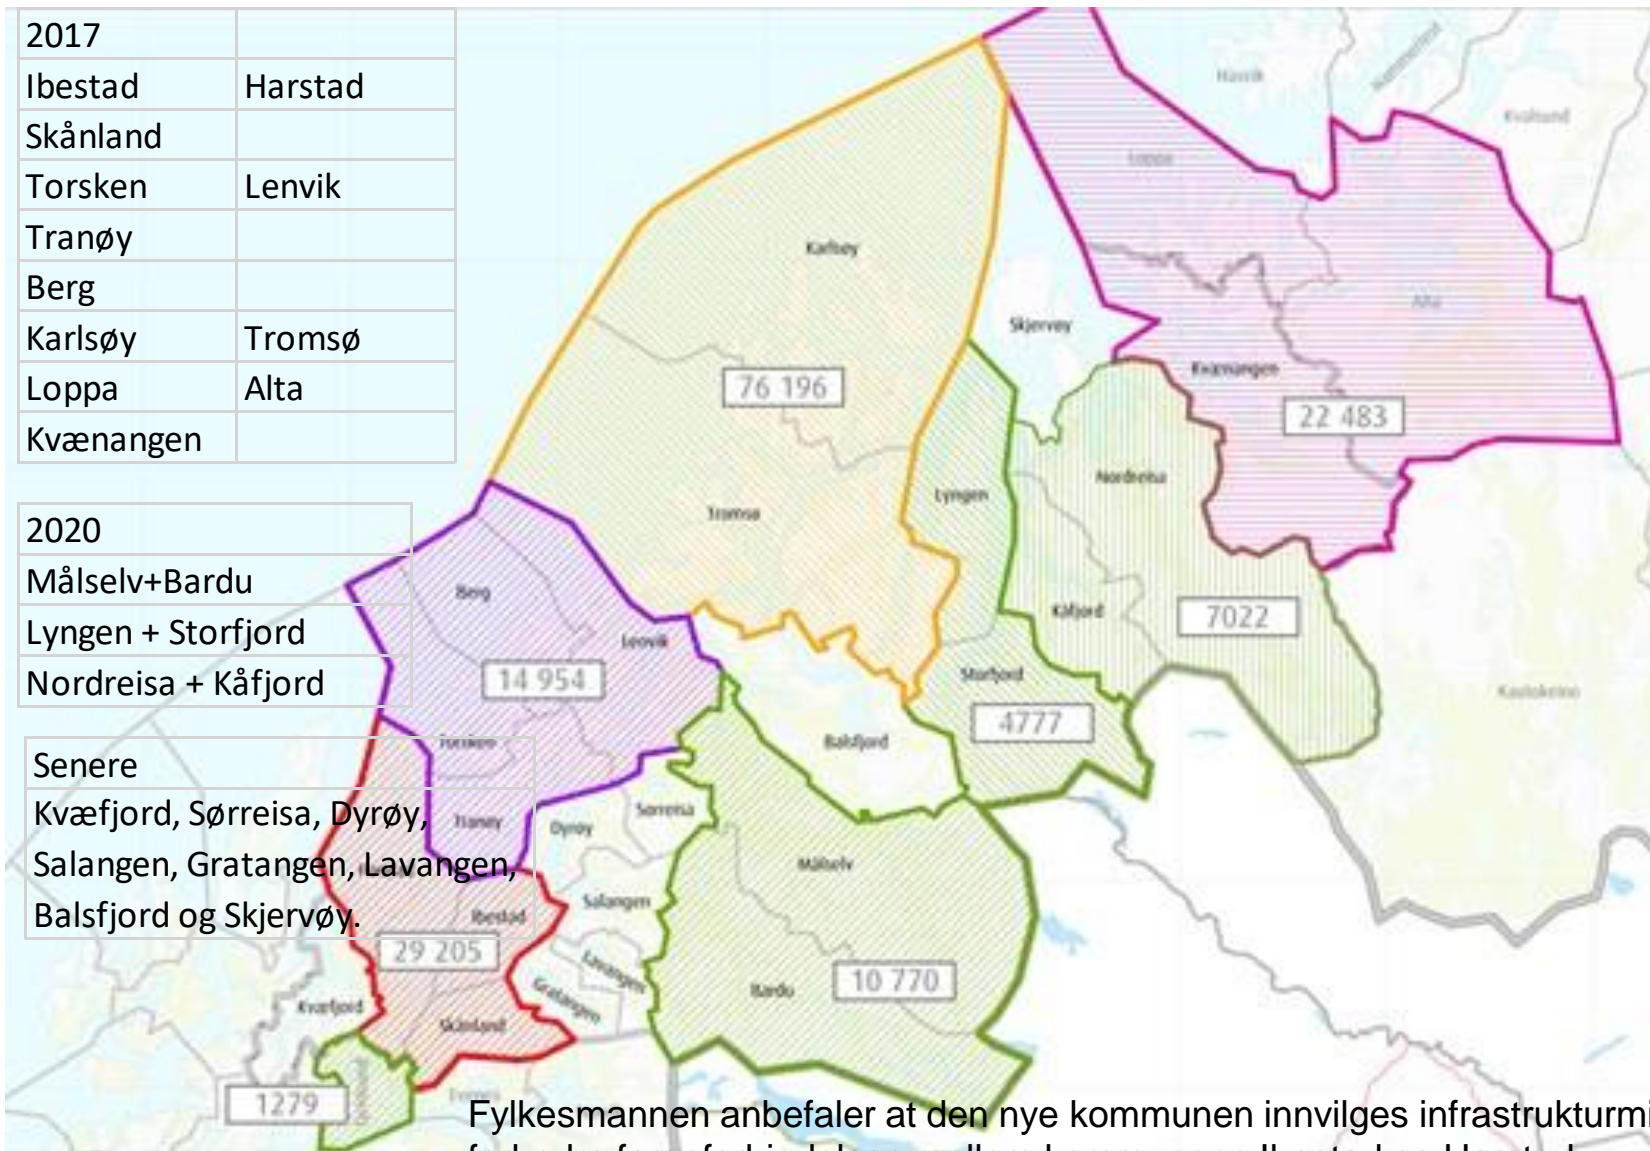 2017
Ibestad Harstad
Skånland
Torsken Lenvik
Tranøy
Berg
Karlsøy Tromsø
Loppa Alta
Kvænangen
2020
Målselv+Bardu
Lyngen + Storfjord
Nordreisa + Kåfjord
Senere
Kvæfjord, Sørreisa, Dyrøy,
Salangen, Gratangen, Lavangen,
Balsfjord og Skjervøy.
Hasvik
Hammerfest
Kvalsund
Loppa
Karlsøy
Alta
Skjervøy
Kvænangen
76 196
22 483
Nordreisa
Lyngen
Tromsø
Berg
Kåfjord
7022
Lenvik
14 954
Storfjord
Kautokeino
4777
Torsken
Balsfjord
Sørreisa
Tranøy
Dyrøy
Målselv
Salangen
Ibestad
29 205
Lavangen
10 770
Bardu
Gratangen
Kvæfjord
Skånland
1279
Fylkesmannen anbefaler at den nye kommunen innvilges